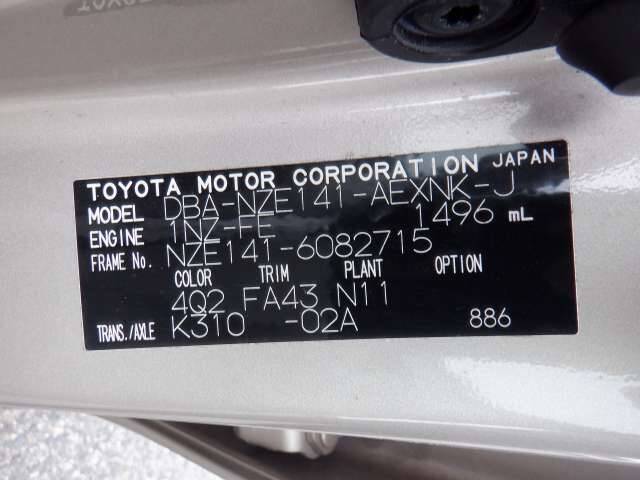 TOYOTA MOTOR CORPORATION JAPAN
MODEL DBA-NZE141-AEXNK-J
ENGINE 1NZ-FE 1496 mL
FRAME No. NZE141-6082715
COLOR TRIM PLANT OPTION
4Q2 FA43 N11
TRANS./AXLE K310 -02A 886